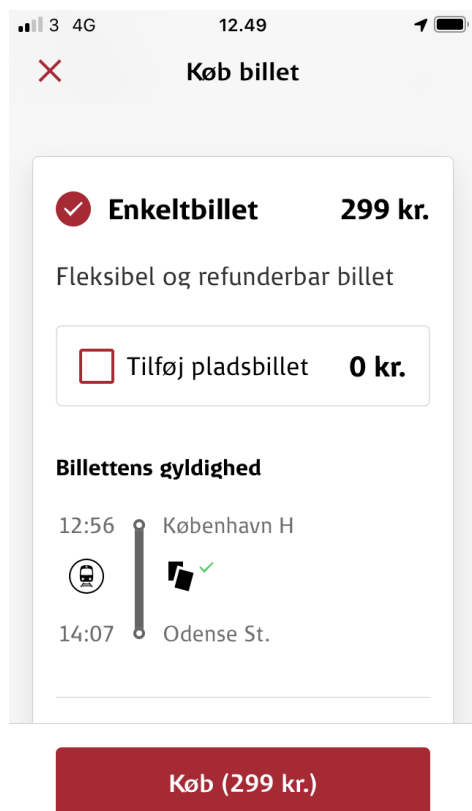 3 4G 12.49
Køb billet
Enkeltbillet 299 kr.
Fleksibel og refunderbar billet
Tilføj pladsbillet 0 kr.
Billettens gyldighed
12:56 København H
14:07 Odense St.
Køb (299 kr.)